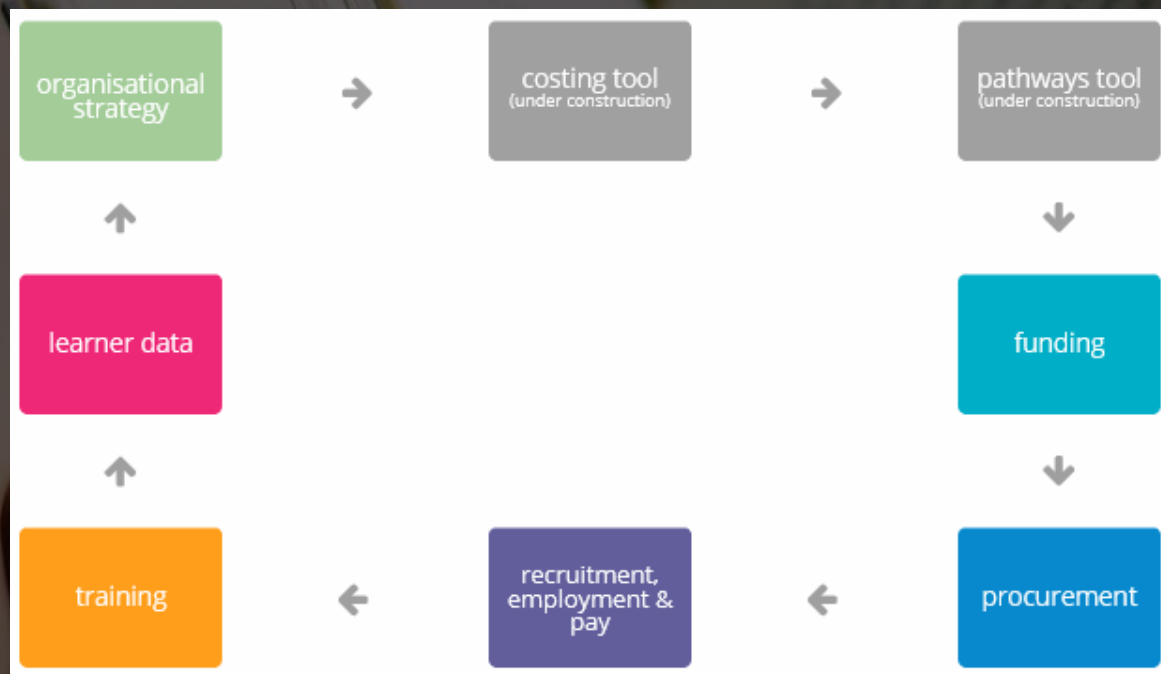 organisational
strategy
costing tool
(under construction)
pathways tool
(under construction)
learner data
funding
training
recruitment,
employment &
pay
procurement